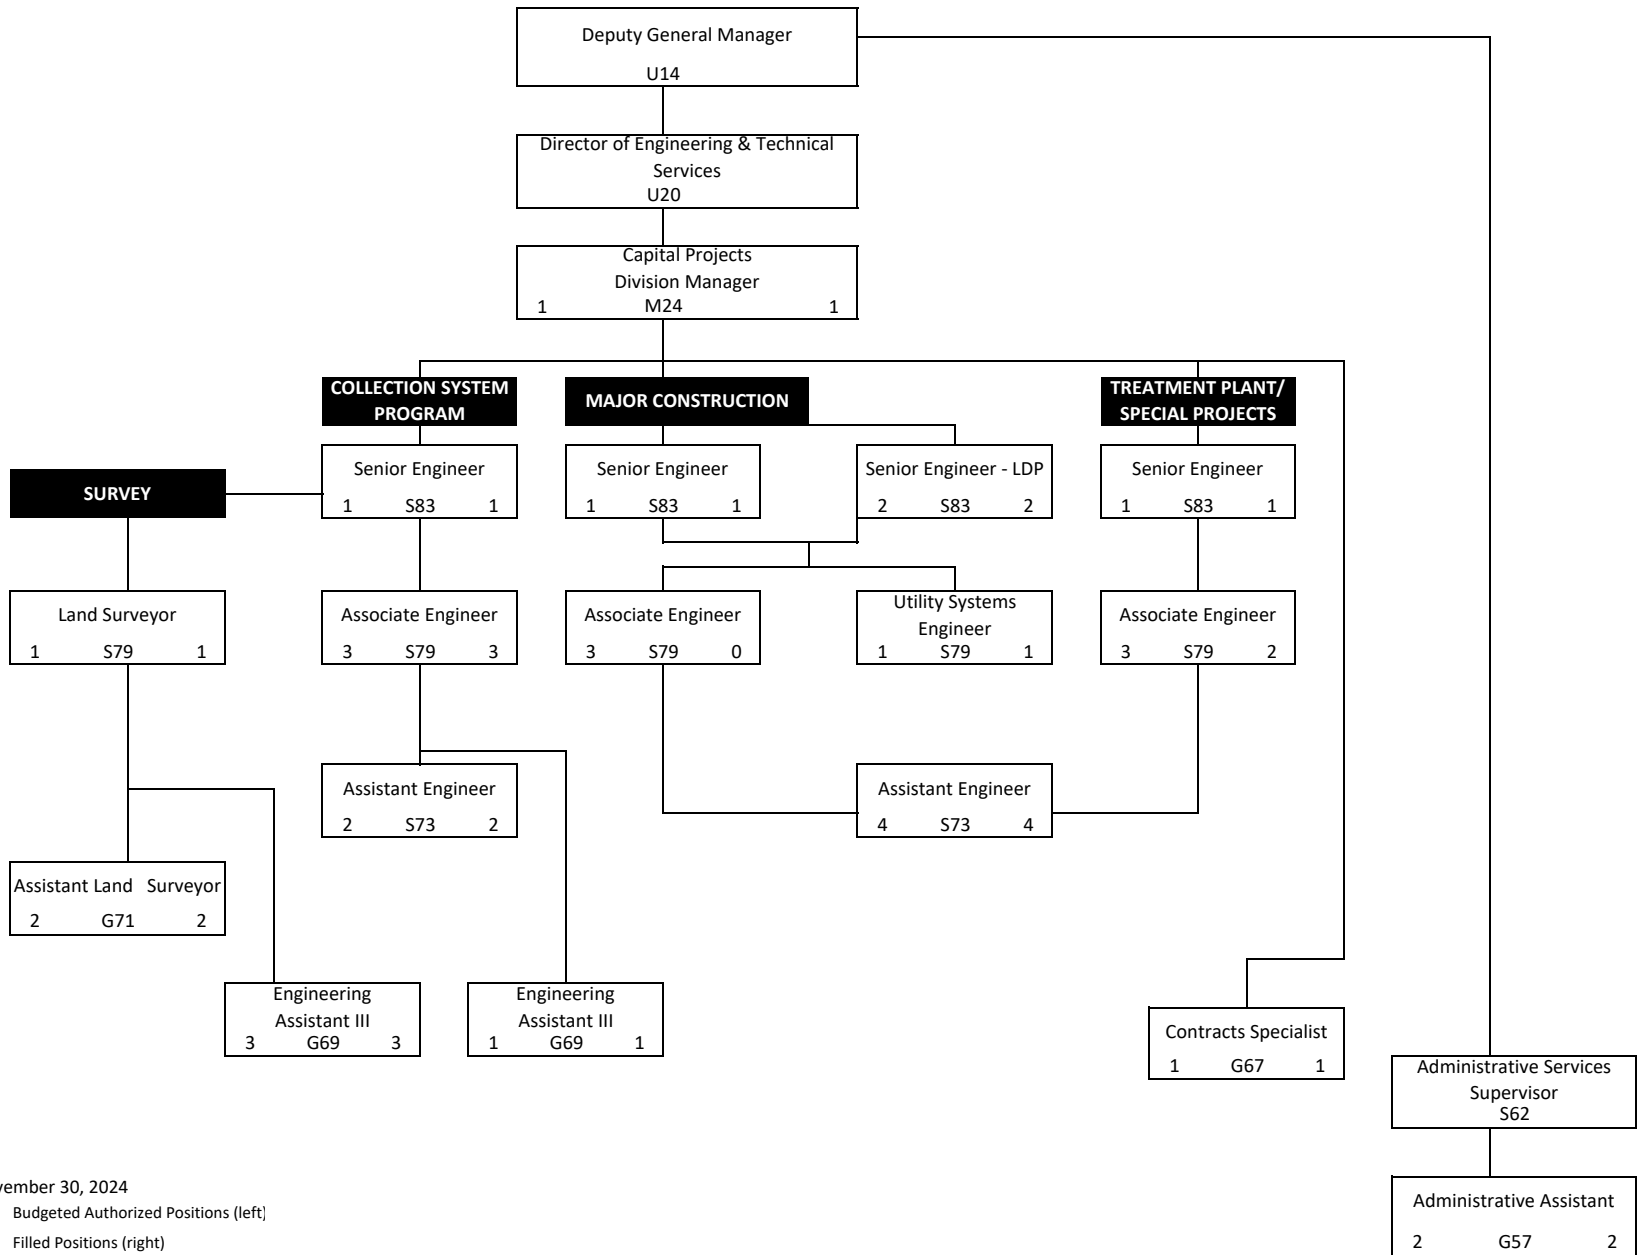 Deputy General Manager
U14
Director of Engineering & Technical
Services
U20
Capital Projects
Division Manager
1 M24 1
COLLECTION SYSTEM
PROGRAM
MAJOR CONSTRUCTION
TREATMENT PLANT/
SPECIAL PROJECTS
SURVEY
Senior Engineer
1 S83 1
Senior Engineer
1 S83 1
Senior Engineer - LDP
2 S83 2
Senior Engineer
1 S83 1
Land Surveyor
1 S79 1
Associate Engineer
3 S79 3
Associate Engineer
3 S79 0
Utility Systems
Engineer
1 S79 1
Associate Engineer
3 S79 2
Assistant Engineer
2 S73 2
Assistant Engineer
4 S73 4
Assistant Land Surveyor
2 G71 2
Engineering
Assistant III
3 G69 3
Engineering
Assistant III
1 G69 1
Contracts Specialist
1 G67 1
Administrative Services
Supervisor
S62
Administrative Assistant
2 G57 2
vember 30, 2024
Budgeted Authorized Positions (left)
Filled Positions (right)